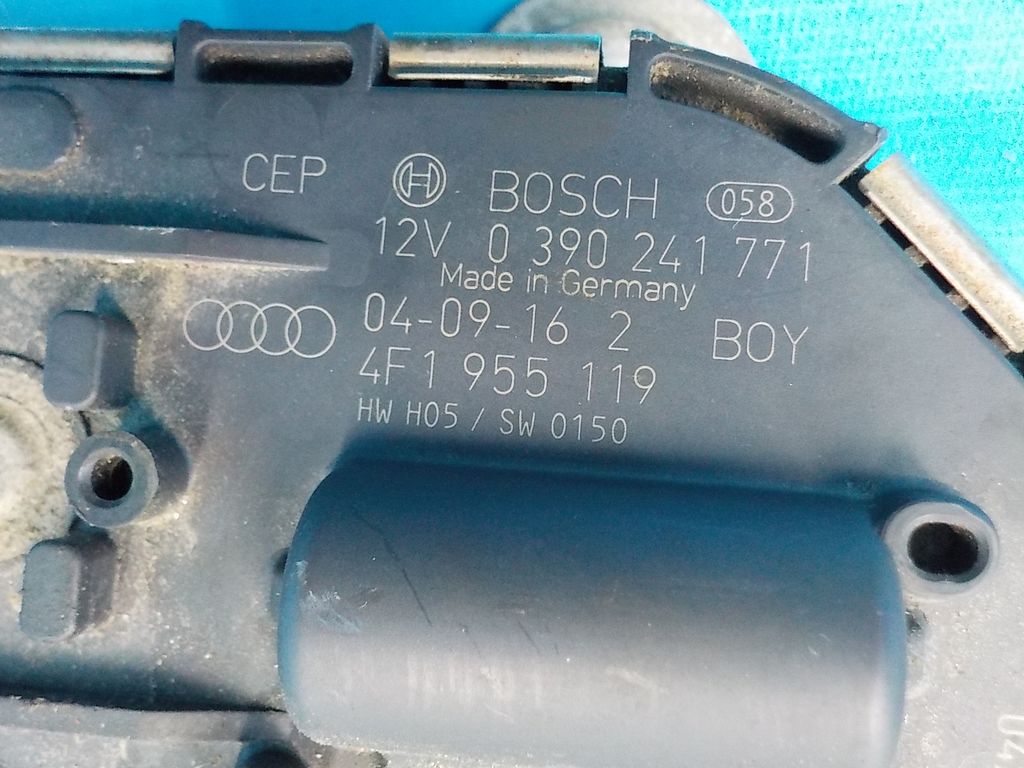 CEP BOSCH 058
12V 0 390 241 771
Made in Germany
04-09-16 2 BOY
4F1 955 119
HW H05 / SW 0150
04